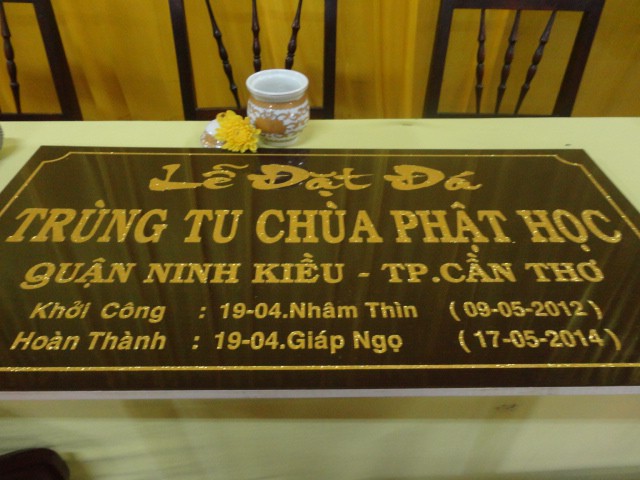 Lễ Đặt Đá
TRÙNG TU CHÙA PHẬT HỌC
QUẬN NINH KIỀU - TP.CẦN THƠ
Khởi Công : 19-04.Nhâm Thìn ( 09-05-2012 )
Hoàn Thành : 19-04.Giáp Ngọ ( 17-05-2014 )